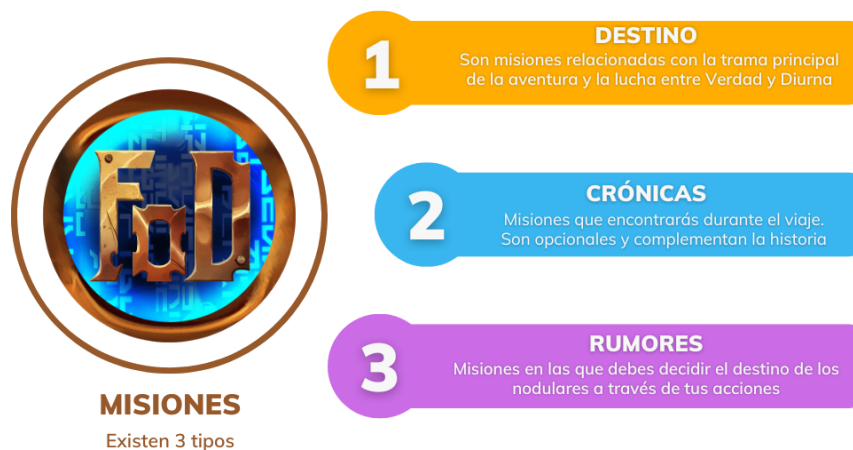 FoD
MISIONES
Existen 3 tipos
1
DESTINO
Son misiones relacionadas con la trama principal
de la aventura y la lucha entre Verdad y Diurna
2
CRÓNICAS
Misiones que encontrarás durante el viaje.
Son opcionales y complementan la historia
3
RUMORES
Misiones en las que debes decidir el destino de los
nodulares a través de tus acciones